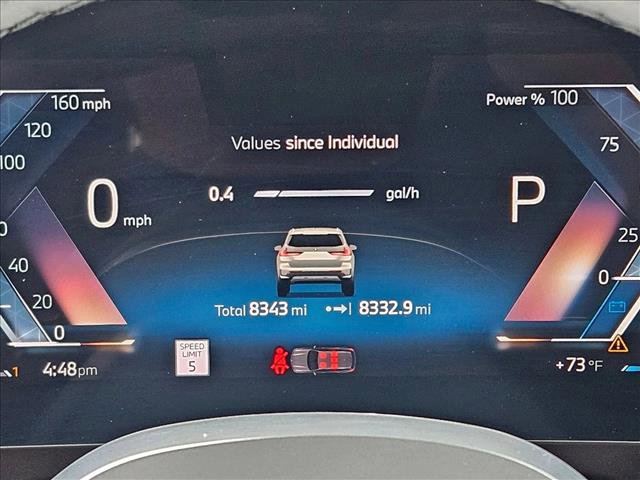 160 mph
Power % 100
120
75
Values since Individual
100
0.4 gal/h
0 mph
P
25
40
0
20
Total 8343 mi 8332.9 mi
0
SPEED
LIMIT
5
1
4:48pm
+73 °F